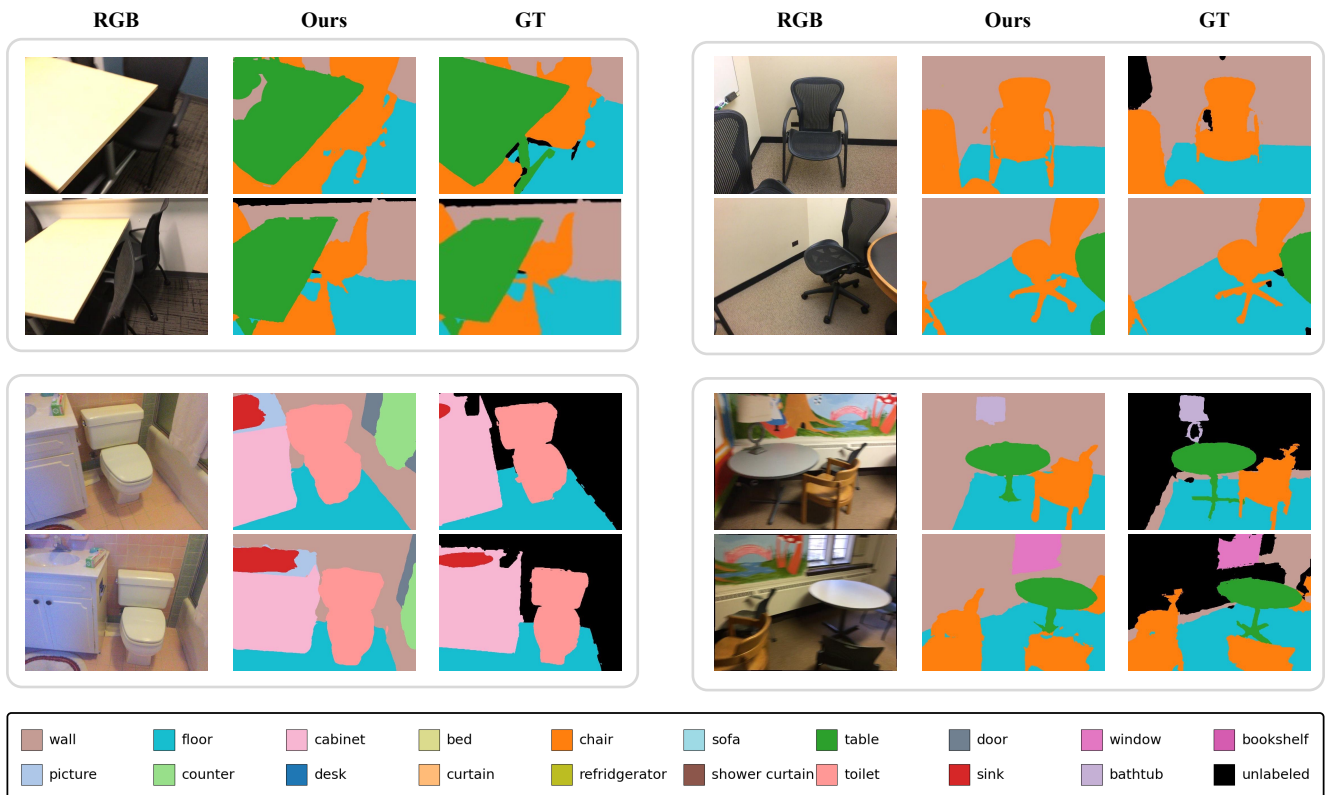 RGB Ours GT RGB Ours GT
wall floor cabinet bed chair sofa table door window bookshelf
picture counter desk curtain refridgerator shower curtain toilet sink bathtub unlabeled